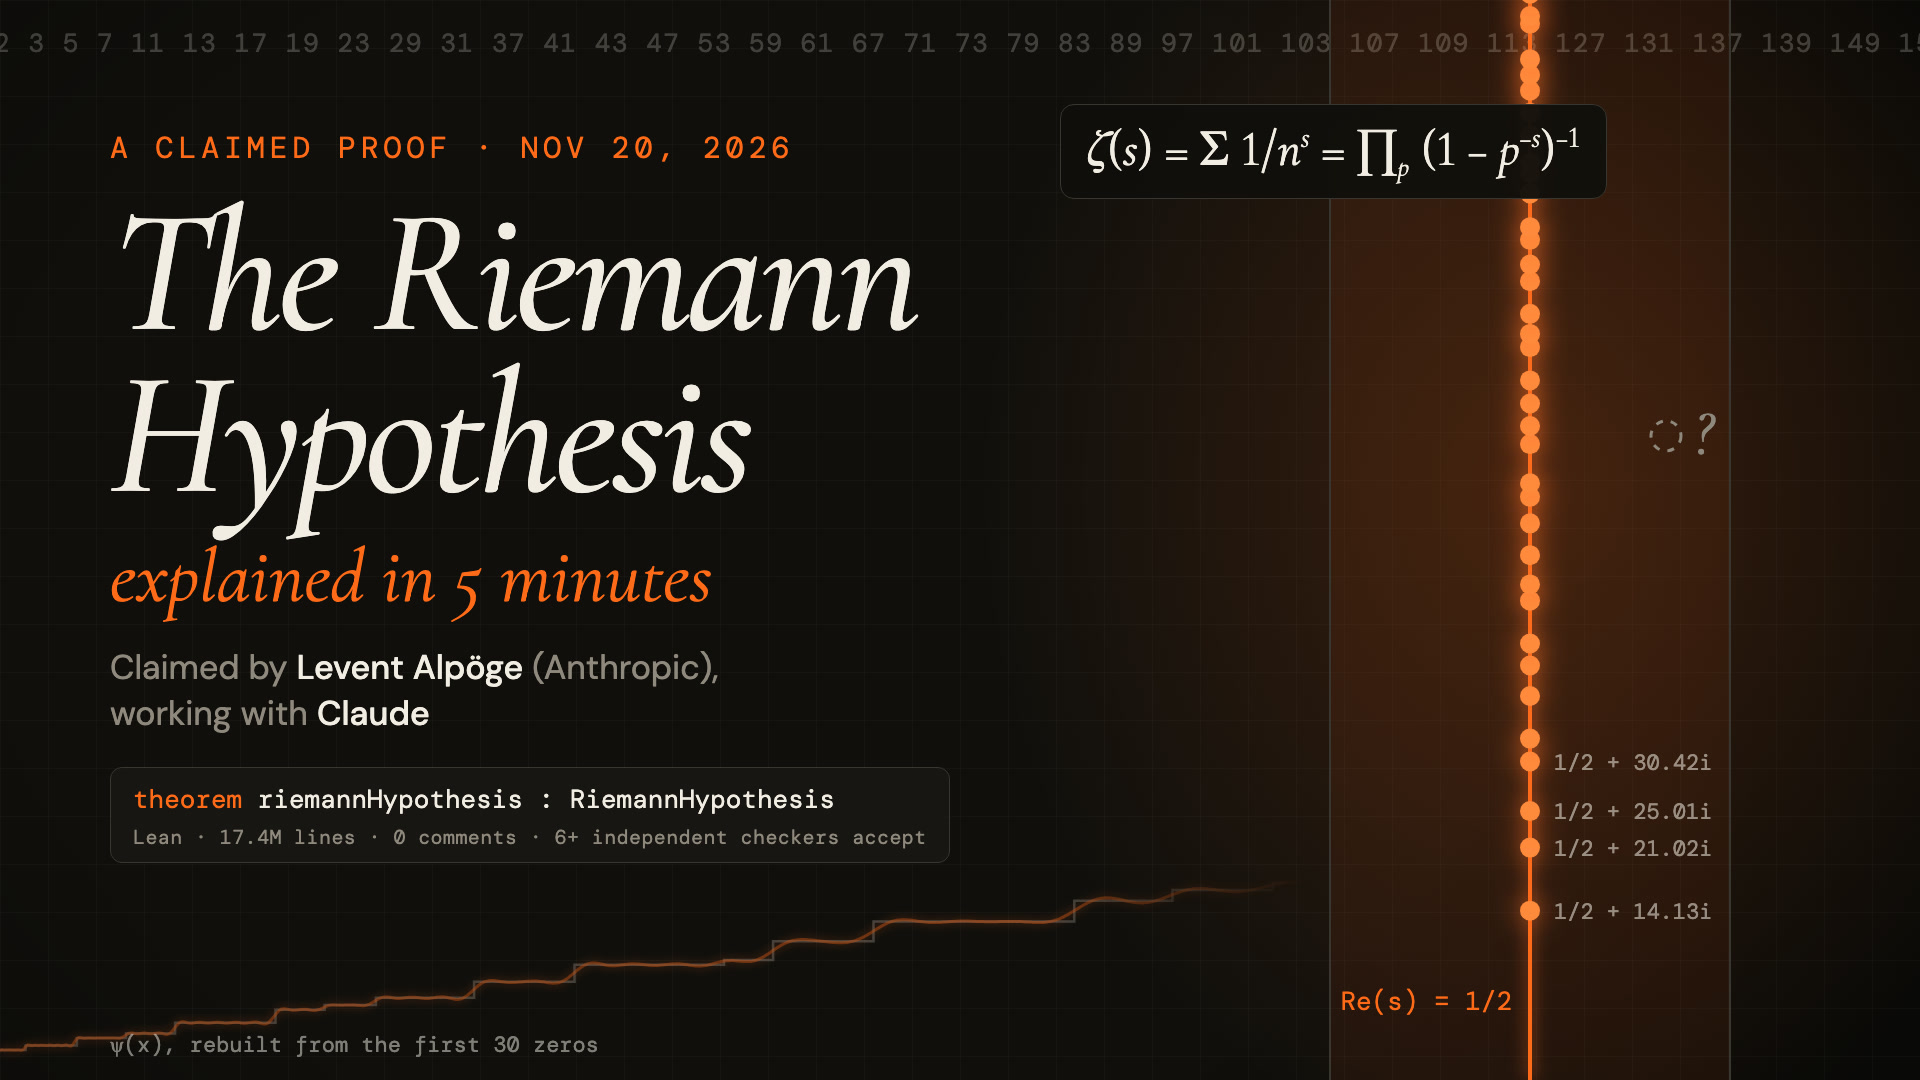 2 3 5 7 11 13 17 19 23 29 31 37 41 43 47 53 59 61 67 71 73 79 83 89 97 101 103 107 109 113 127 131 137 139 149
A CLAIMED PROOF · NOV 20, 2026
ζ(s) = Σ 1/nˢ = ∏ₚ (1 – p⁻ˢ)⁻¹
The Riemann
Hypothesis
explained in 5 minutes
?
Claimed by Levent Alpöge (Anthropic),
working with Claude
theorem riemannHypothesis : RiemannHypothesis
Lean · 17.4M lines · 0 comments · 6+ independent checkers accept
1/2 + 30.42i
1/2 + 25.01i
1/2 + 21.02i
1/2 + 14.13i
Re(s) = 1/2
ψ(x), rebuilt from the first 30 zeros